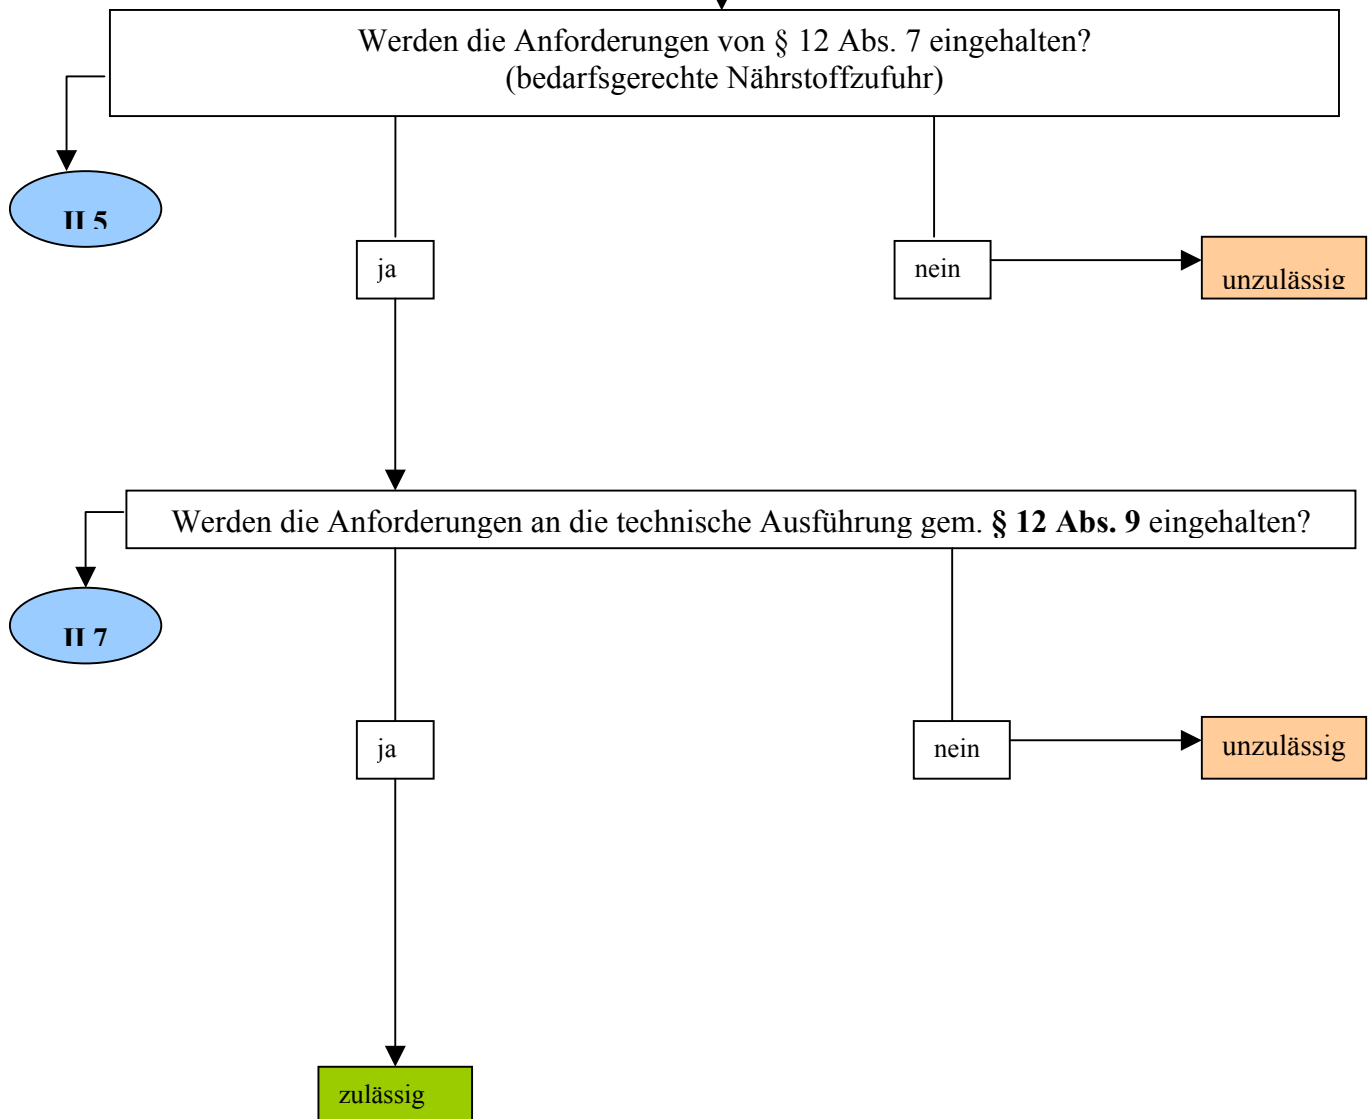 Werden die Anforderungen von § 12 Abs. 7 eingehalten?
(bedarfsgerechte Nährstoffzufuhr)
II 5
ja
nein
unzulässig
Werden die Anforderungen an die technische Ausführung gem. § 12 Abs. 9 eingehalten?
II 7
ja
nein
unzulässig
zulässig